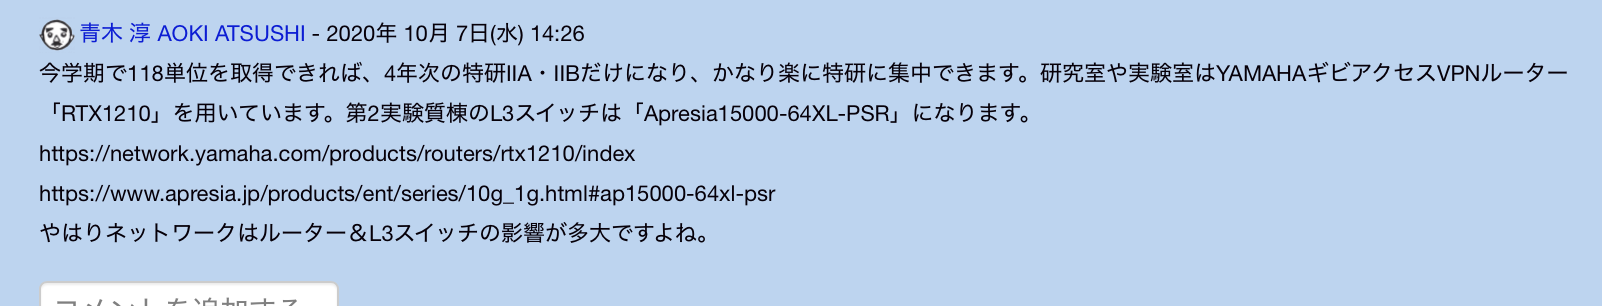 青木 淳 AOKI ATSUSHI - 2020年 10月 7日(水) 14:26
今学期で118単位を取得できれば、4年次の特研IIA・IIBだけになり、かなり楽に特研に集中できます。研究室や実験室はYAMAHAギビアクセスVPNルーター
「RTX1210」を用いています。第2実験質棟のL3スイッチは「Apresia15000-64XL-PSR」になります。
https://network.yamaha.com/products/routers/rtx1210/index
https://www.apresia.jp/products/ent/series/10g_1g.html#ap15000-64xl-psr
やはりネットワークはルーター＆L3スイッチの影響が多大ですよね。
コメントを追加する